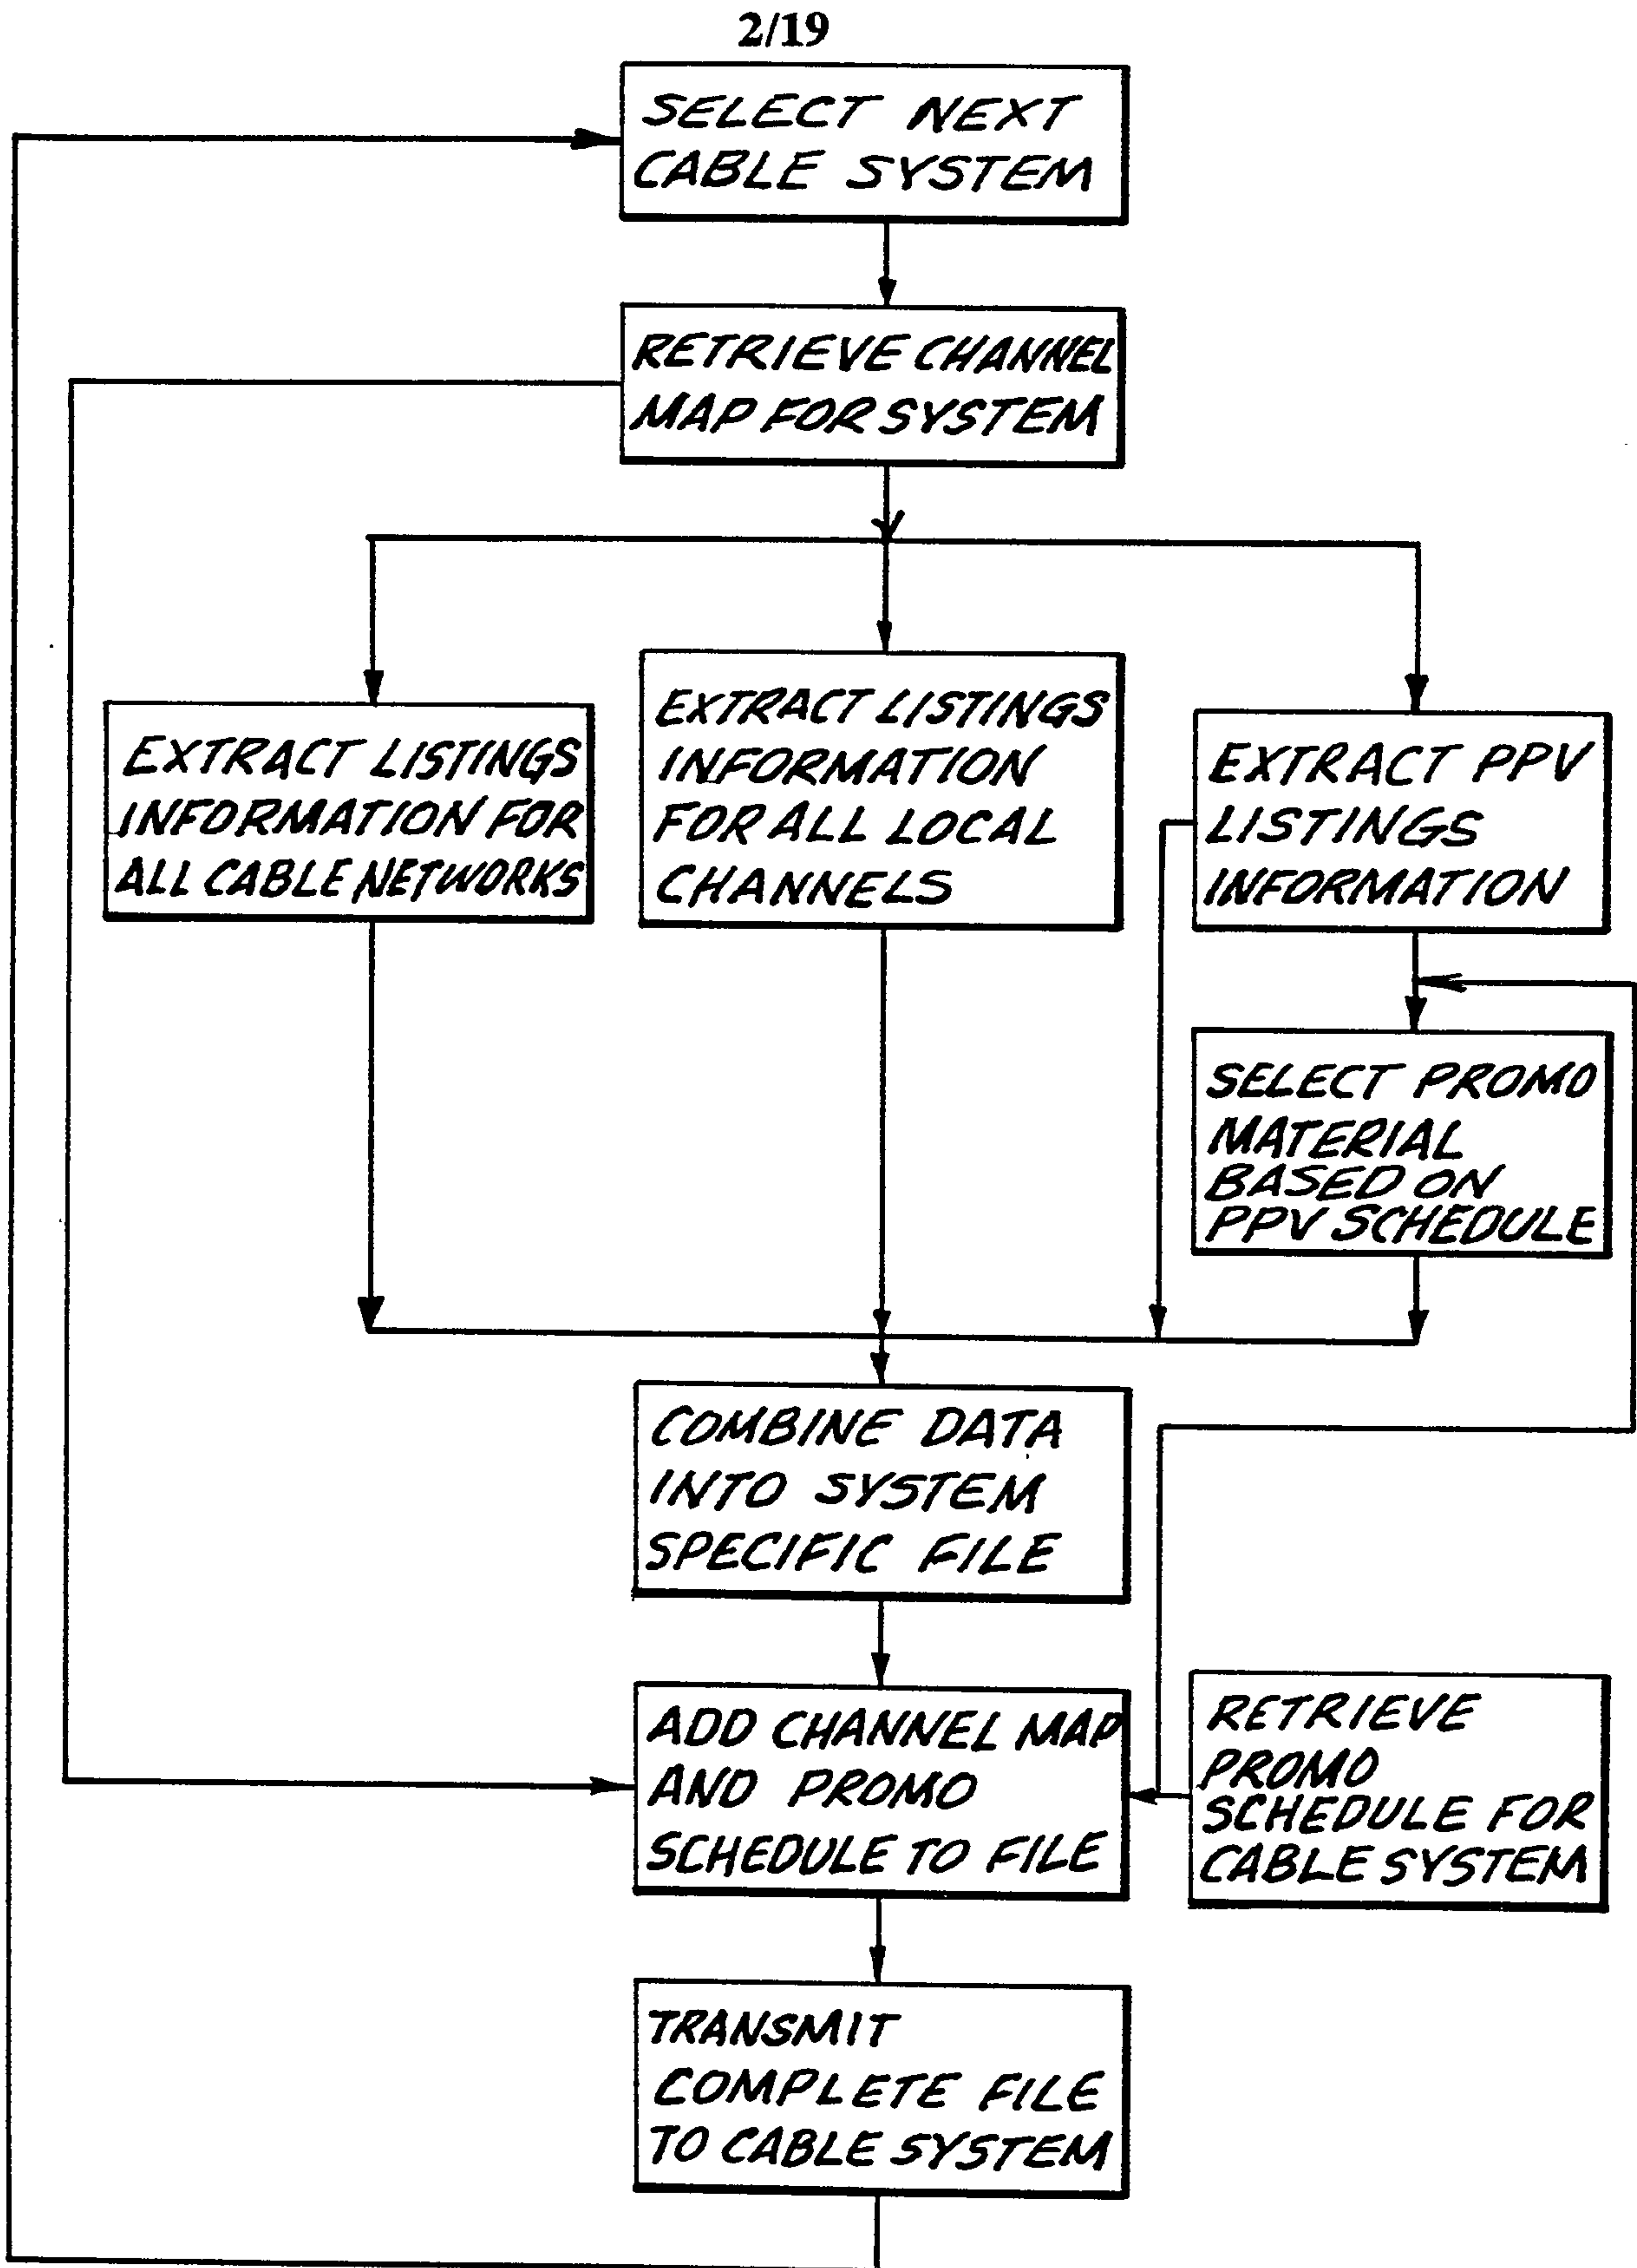 2/19
SELECT NEXT
CABLE SYSTEM
RETRIEVE CHANNEL
MAP FOR SYSTEM
EXTRACT LISTINGS
INFORMATION FOR
ALL CABLE NETWORKS
EXTRACT LISTINGS
INFORMATION
FOR ALL LOCAL
CHANNELS
EXTRACT PPV
LISTINGS
INFORMATION
SELECT PROMO
MATERIAL
BASED ON
PPV SCHEDULE
COMBINE DATA
INTO SYSTEM
SPECIFIC FILE
ADD CHANNEL MAP
AND PROMO
SCHEDULE TO FILE
RETRIEVE
PROMO
SCHEDULE FOR
CABLE SYSTEM
TRANSMIT
COMPLETE FILE
TO CABLE SYSTEM